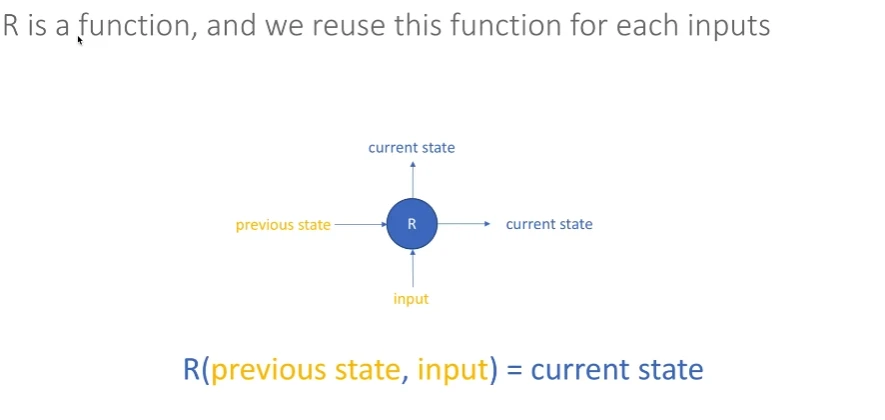 R is a function, and we reuse this function for each inputs
current state
previous state
R
current state
input
R(previous state, input) = current state